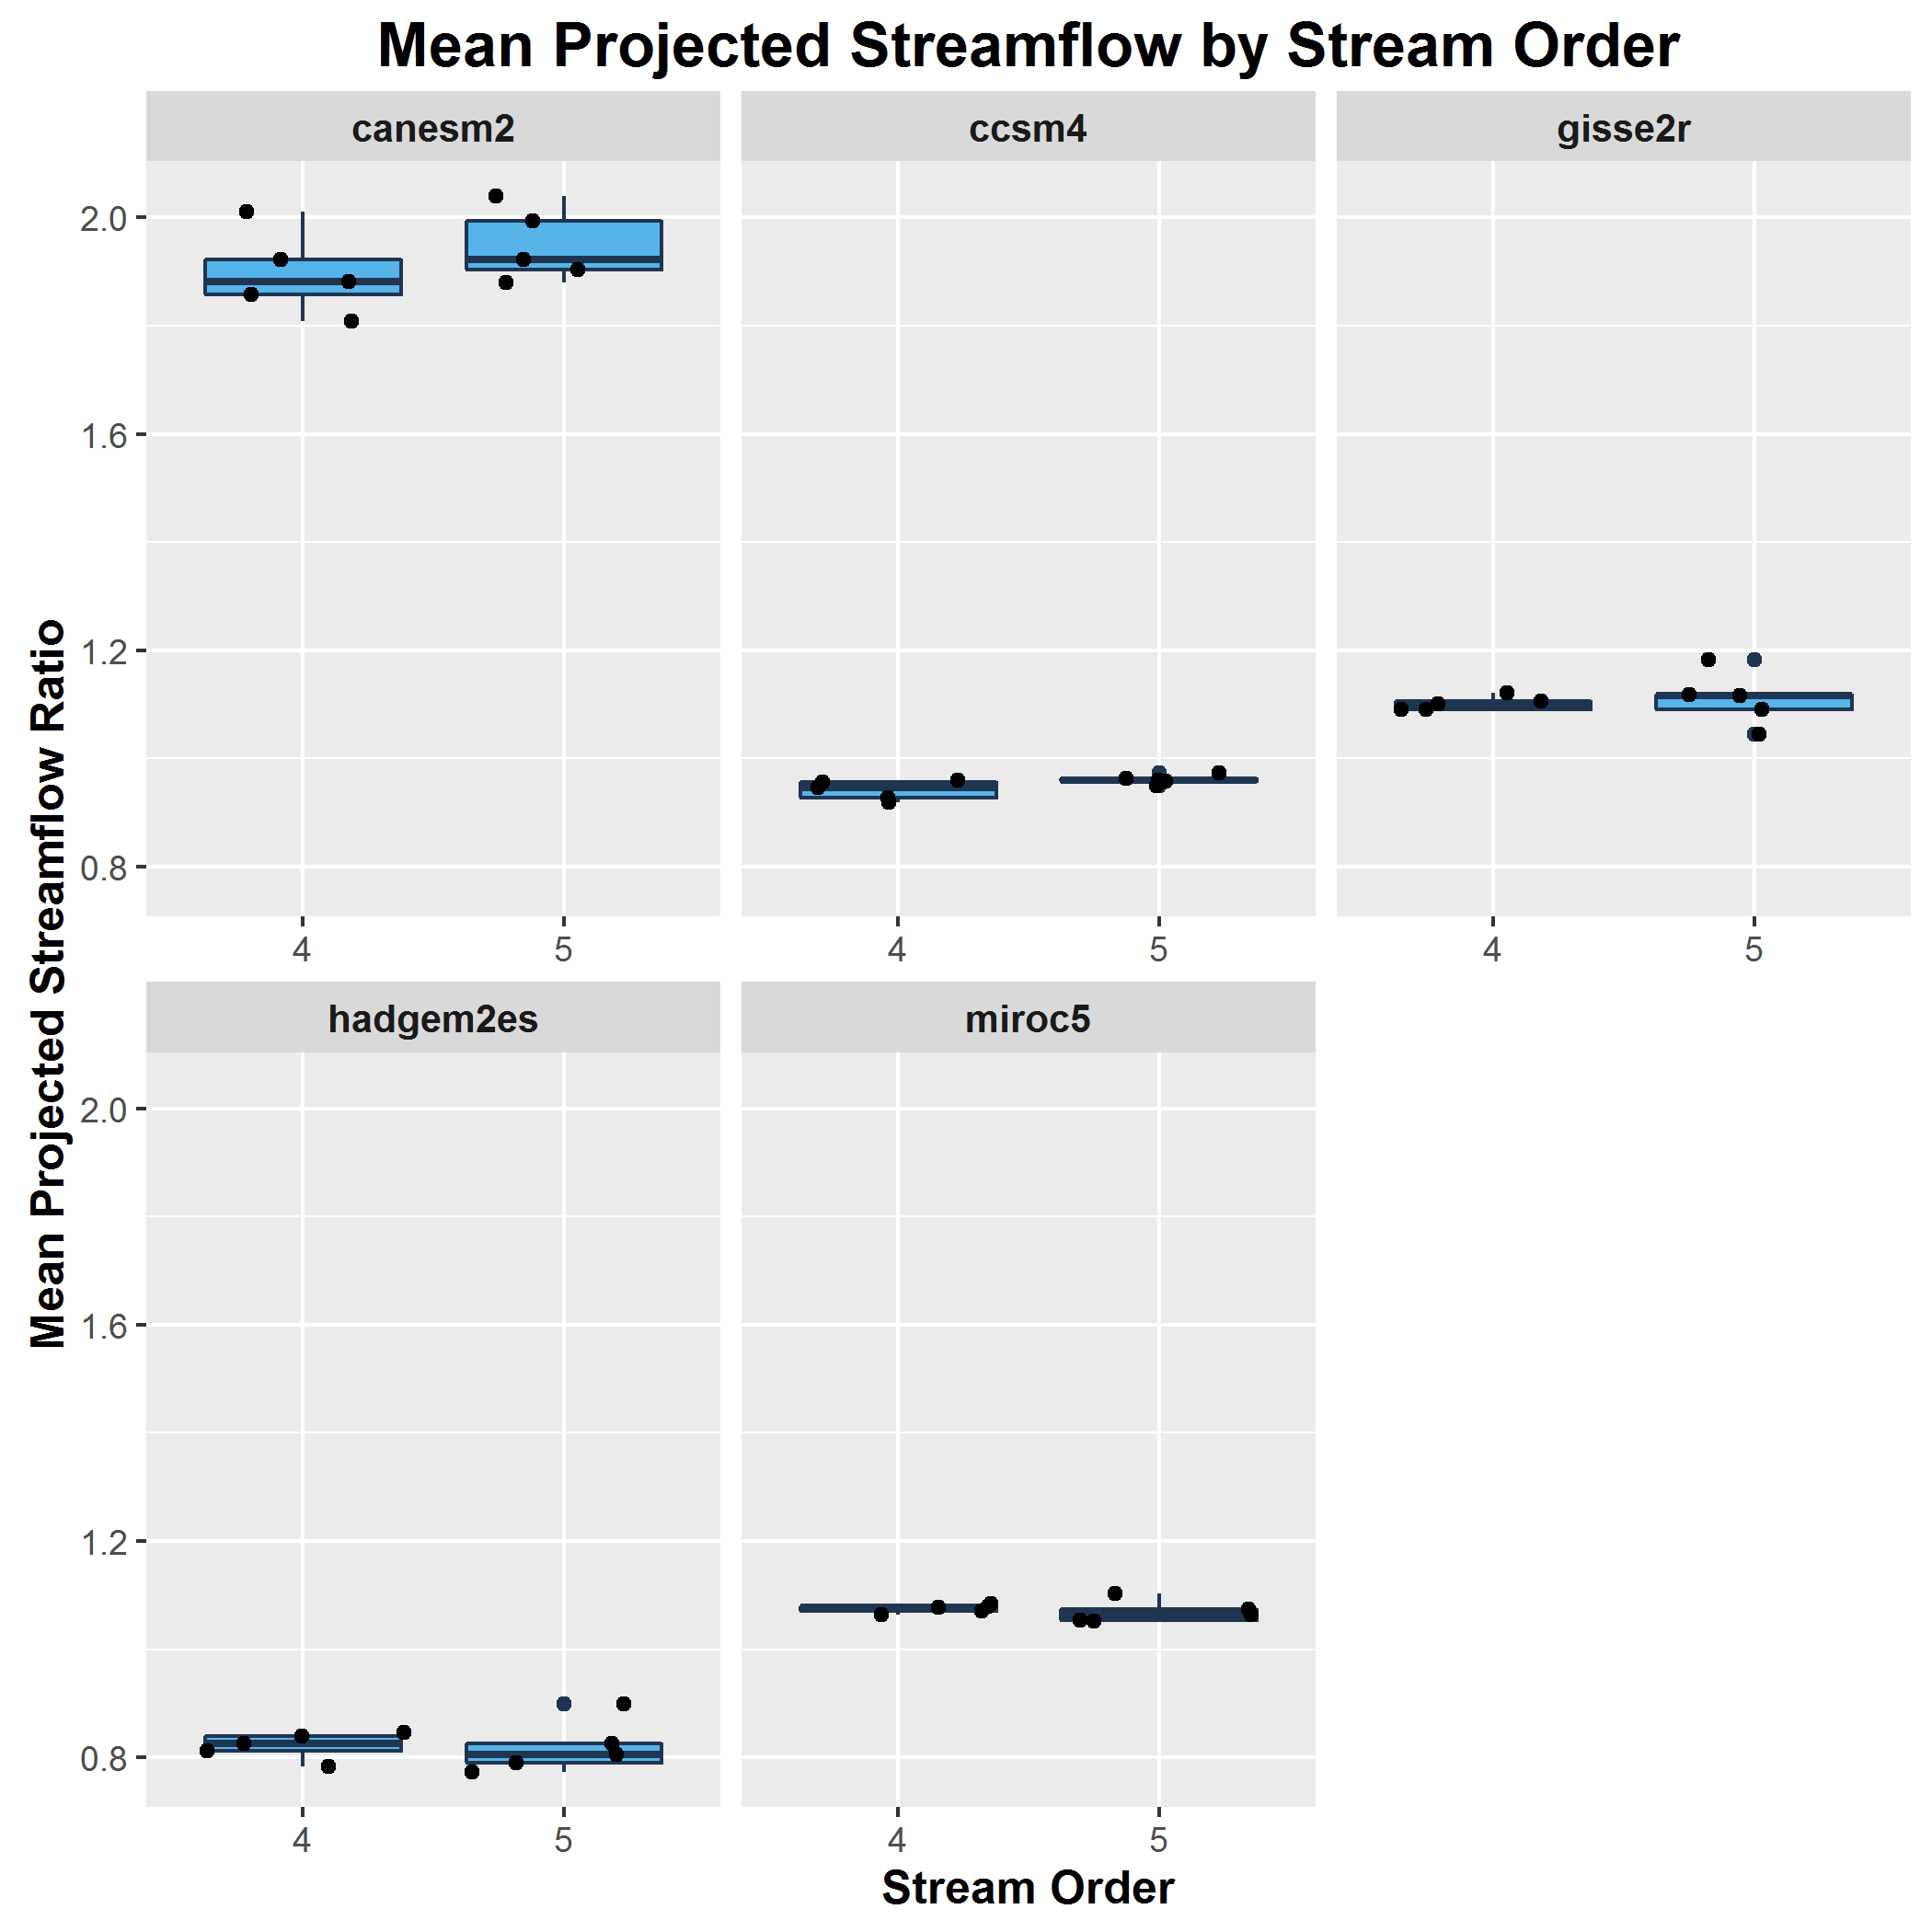 Mean Projected Streamflow by Stream Order
canesm2
ccsm4
gisse2r
2.0
1.6
1.2
0.8
4
5
4
5
4
5
Mean Projected Streamflow Ratio
hadgem2es
miroc5
2.0
1.6
1.2
0.8
4
5
4
5
Stream Order